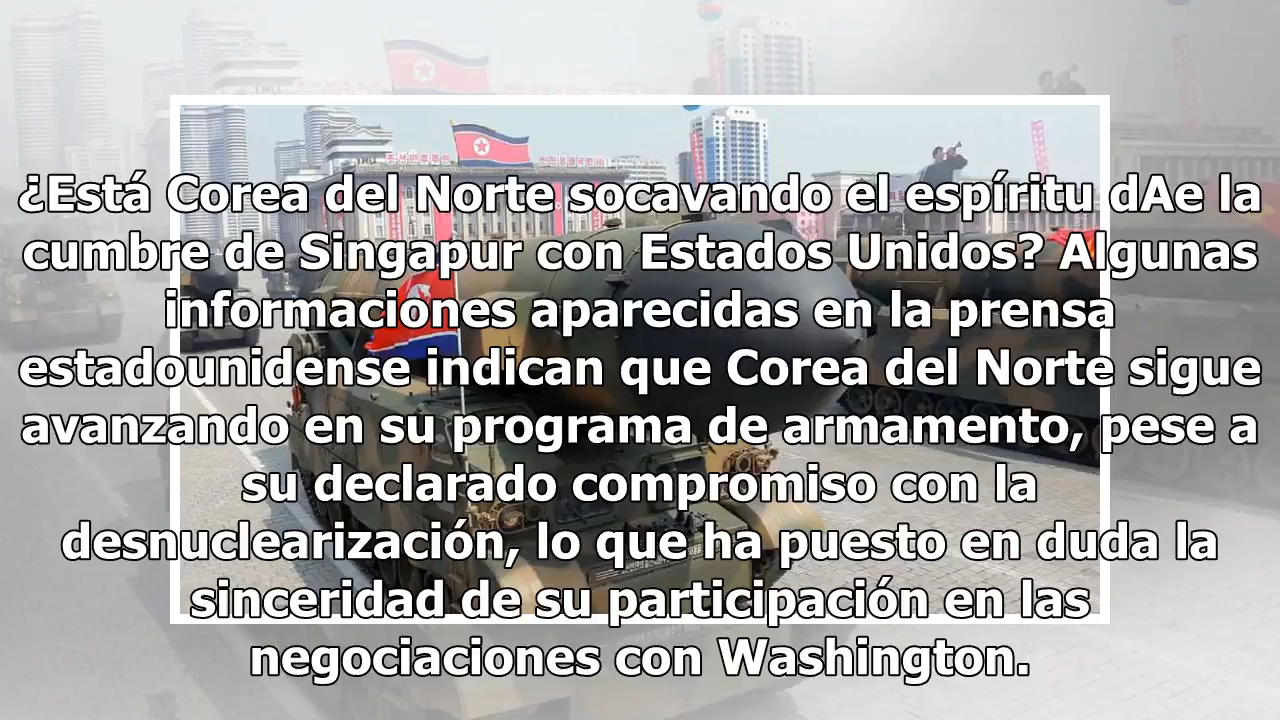 ¿Está Corea del Norte socavando el espíritu dAe la
cumbre de Singapur con Estados Unidos? Algunas
informaciones aparecidas en la prensa
estadounidense indican que Corea del Norte sigue
avanzando en su programa de armamento, pese a
su declarado compromiso con la
desnuclearización, lo que ha puesto en duda la
sinceridad de su participación en las
negociaciones con Washington.